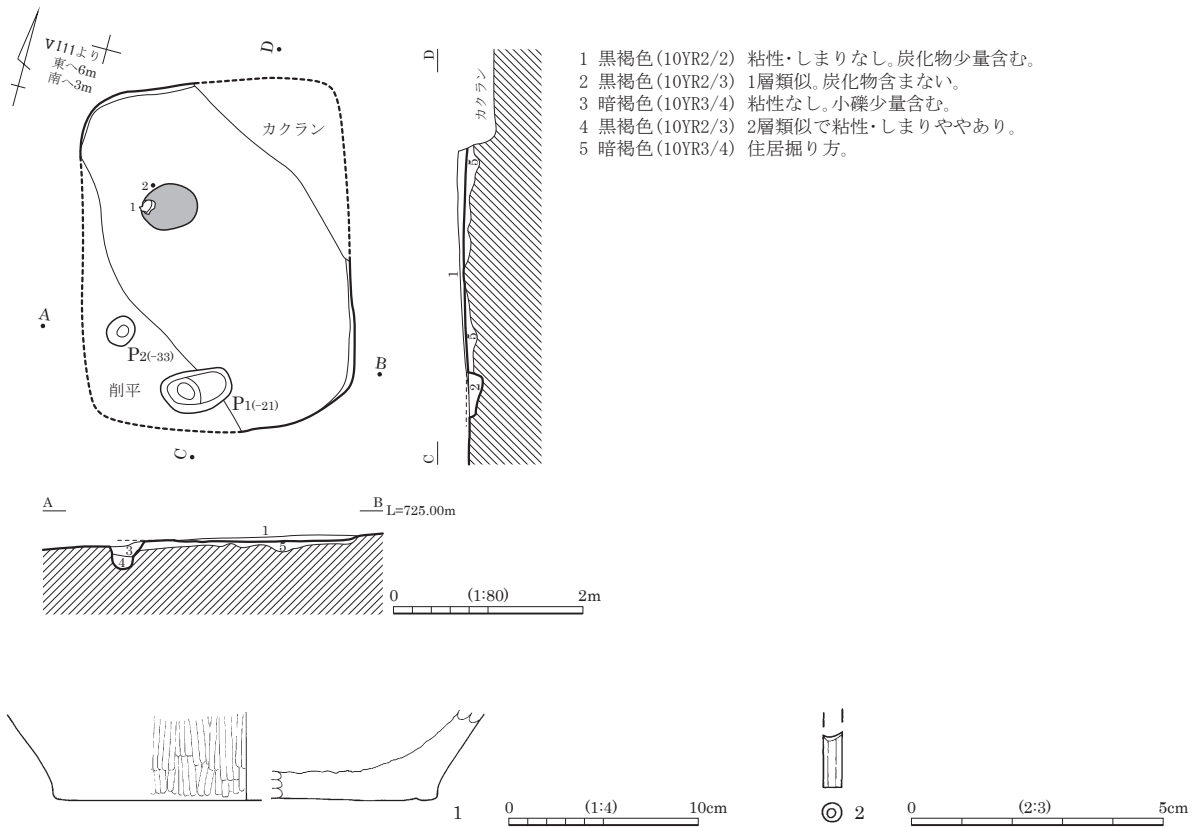 VI11より
東へ6m
南へ3m
D
カクラン
2
1
A
P2(-33)
削平
P1(-21)
B
C
D
カクラン
5
1
5
2
C
1 黒褐色(10YR2/2) 粘性・しまりなし。炭化物少量含む。
2 黒褐色(10YR2/3) 1層類似。炭化物含まない。
3 暗褐色(10YR3/4) 粘性なし。小礫少量含む。
4 黒褐色(10YR2/3) 2層類似で粘性・しまりややあり。
5 暗褐色(10YR3/4) 住居掘り方。
A
B L=725.00m
1
3
5
4
0 (1:80) 2m
1
0 (1:4) 10cm
2
0 (2:3) 5cm